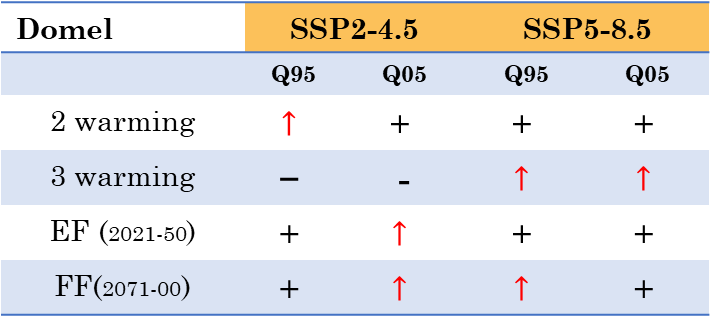 Domel SSP2-4.5 SSP5-8.5
Q95 Q05 Q95 Q05
2 warming ↑ + + +
3 warming – - ↑ ↑
EF (2021-50) + ↑ + +
FF(2071-00) + ↑ ↑ +